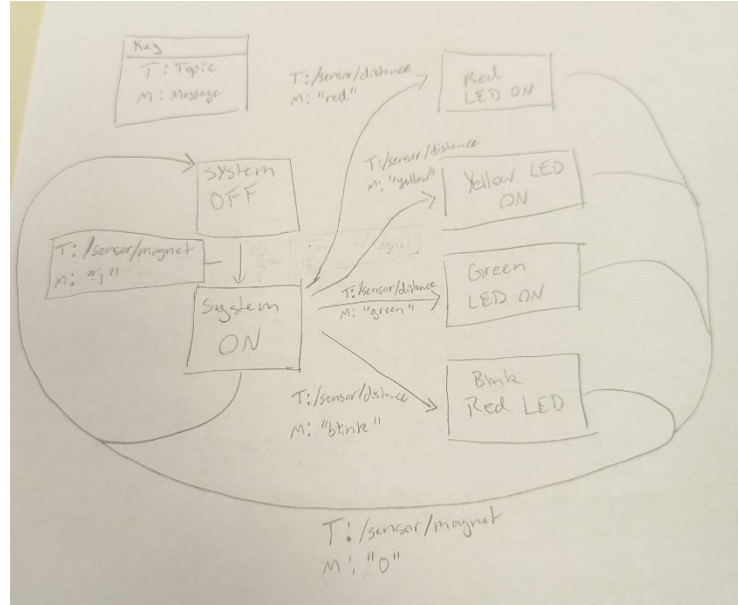 Key
T: Topic
M: Message
T: /sensor/distance
M: "red"
Red
LED ON
T: /sensor/distance
M: "yellow"
Yellow LED
ON
System
OFF
T: /sensor/magnet
M: "1"
System
ON
T: /sensor/distance
M: "green"
Green
LED ON
T: /sensor/distance
M: "blink"
Blink
Red LED
T: /sensor/magnet
M: "0"